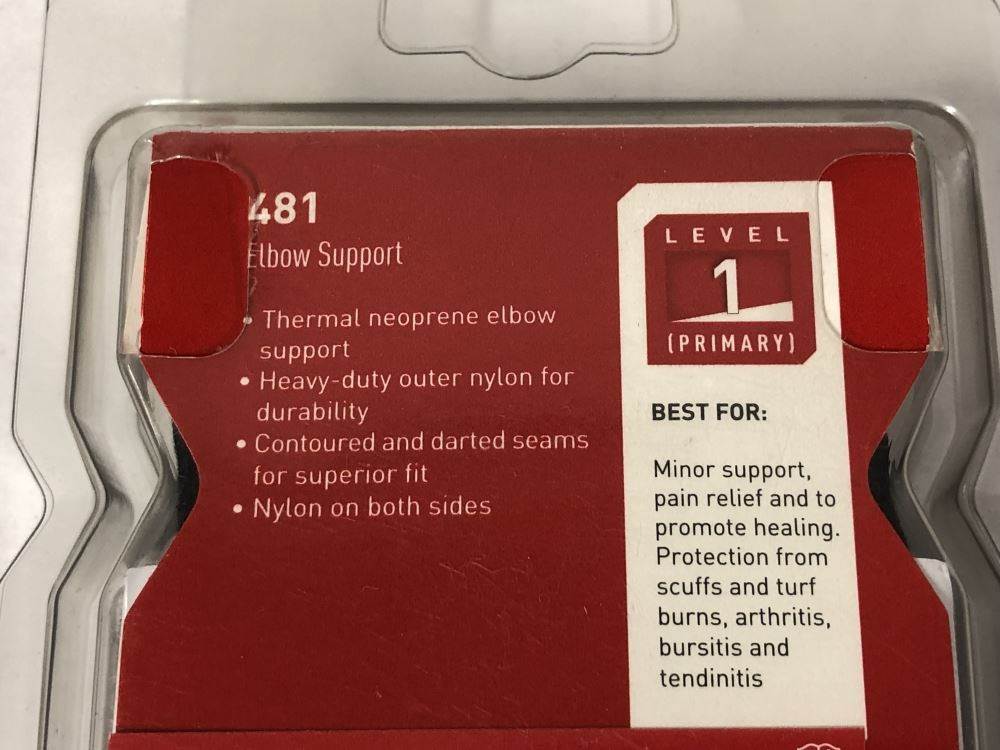 481
Elbow Support
• Thermal neoprene elbow
support
• Heavy-duty outer nylon for
durability
• Contoured and darted seams
for superior fit
• Nylon on both sides
LEVEL
1
(PRIMARY)
BEST FOR:
Minor support,
pain relief and to
promote healing.
Protection from
scuffs and turf
burns, arthritis,
bursitis and
tendinitis